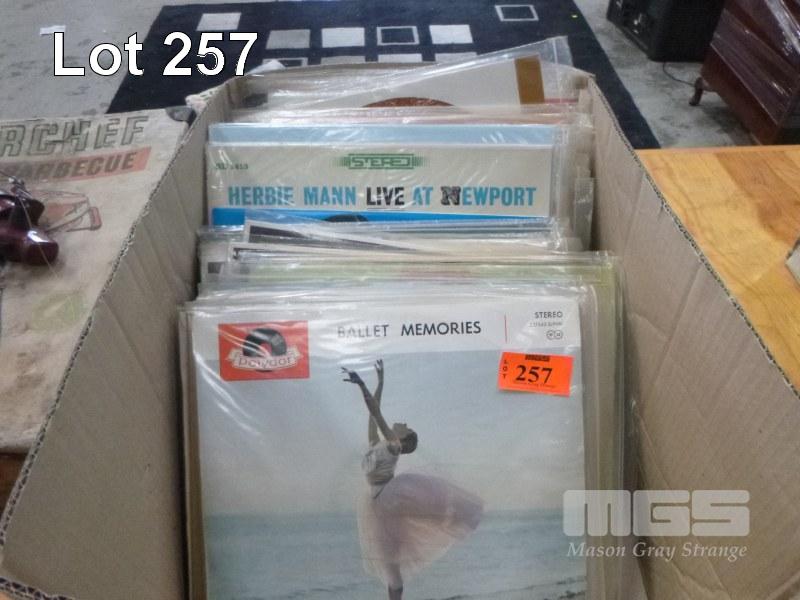 Lot 257
RCHEF
ARBECUE
STEREO
HERBIE MANN LIVE AT NEWPORT
BALLET MEMORIES
STEREO
polydor
LOT
257
MGS
Mason Gray Strange